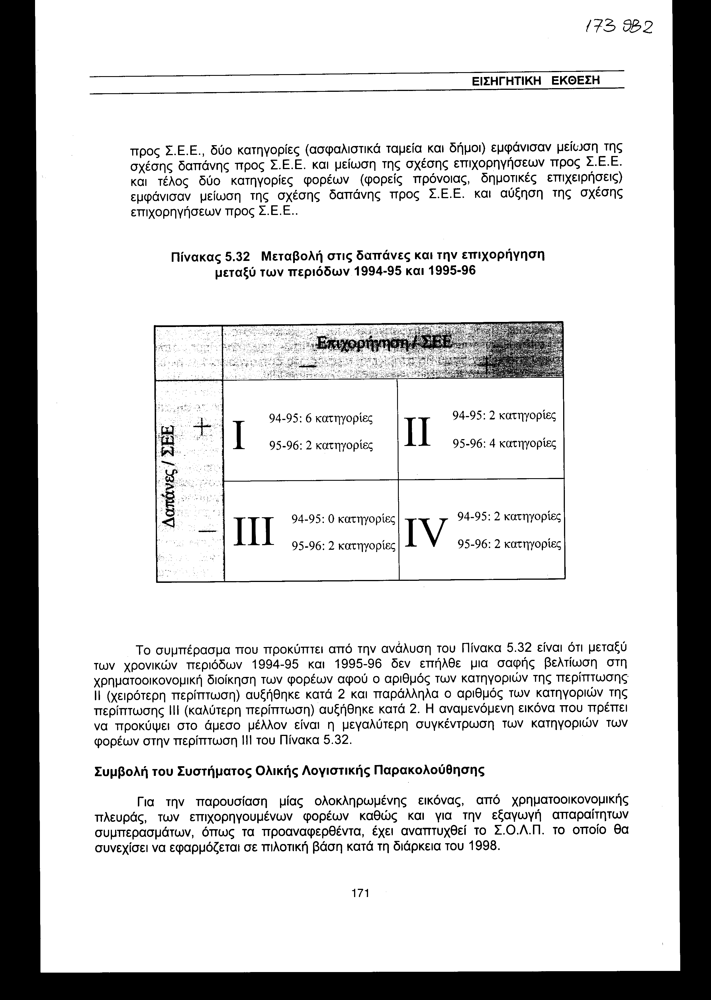 173 982
ΕΙΣΗΓΗΤΙΚΗ ΕΚΘΕΣΗ
προς Σ.Ε.Ε., δύο κατηγορίες (ασφαλιστικά ταμεία και δήμοι) εμφάνισαν μείωση της
σχέσης δαπάνης προς Σ.Ε.Ε. και μείωση της σχέσης επιχορηγήσεων προς Σ.Ε.Ε.
και τέλος δύο κατηγορίες φορέων (φορείς πρόνοιας, δημοτικές επιχειρήσεις)
εμφάνισαν μείωση της σχέσης δαπάνης προς Σ.Ε.Ε. και αύξηση της σχέσης
επιχορηγήσεων προς Σ.Ε.Ε..
Πίνακας 5.32 Μεταβολή στις δαπάνες και την επιχορήγηση
μεταξύ των περιόδων 1994-95 και 1995-96
Επιχορήγηση / ΣΕΕ
— +
Δαπάνες / ΣΕΕ
+
I
94-95: 6 κατηγορίες
95-96: 2 κατηγορίες
II
94-95: 2 κατηγορίες
95-96: 4 κατηγορίες
—
III
94-95: 0 κατηγορίες
95-96: 2 κατηγορίες
IV
94-95: 2 κατηγορίες
95-96: 2 κατηγορίες
Το συμπέρασμα που προκύπτει από την ανάλυση του Πίνακα 5.32 είναι ότι μεταξύ
των χρονικών περιόδων 1994-95 και 1995-96 δεν επήλθε μια σαφής βελτίωση στη
χρηματοοικονομική διοίκηση των φορέων αφού ο αριθμός των κατηγοριών της περίπτωσης
ΙΙ (χειρότερη περίπτωση) αυξήθηκε κατά 2 και παράλληλα ο αριθμός των κατηγοριών της
περίπτωσης ΙΙΙ (καλύτερη περίπτωση) αυξήθηκε κατά 2. Η αναμενόμενη εικόνα που πρέπει
να προκύψει στο άμεσο μέλλον είναι η μεγαλύτερη συγκέντρωση των κατηγοριών των
φορέων στην περίπτωση ΙΙΙ του Πίνακα 5.32.
Συμβολή του Συστήματος Ολικής Λογιστικής Παρακολούθησης
Για την παρουσίαση μίας ολοκληρωμένης εικόνας, από χρηματοοικονομικής
πλευράς, των επιχορηγουμένων φορέων καθώς και για την εξαγωγή απαραίτητων
συμπερασμάτων, όπως τα προαναφερθέντα, έχει αναπτυχθεί το Σ.Ο.Λ.Π. το οποίο θα
συνεχίσει να εφαρμόζεται σε πιλοτική βάση κατά τη διάρκεια του 1998.
171